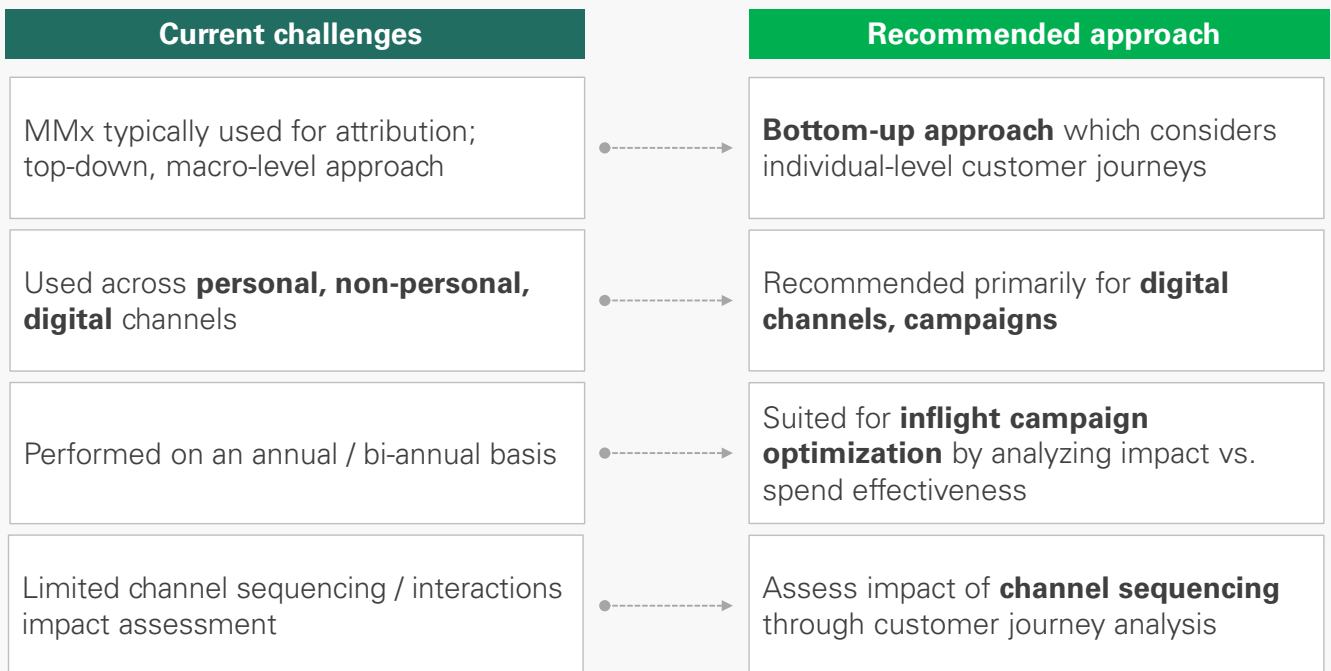 Current challenges
Recommended approach
MMx typically used for attribution;
top-down, macro-level approach
Bottom-up approach which considers
individual-level customer journeys
Used across personal, non-personal,
digital channels
Recommended primarily for digital
channels, campaigns
Performed on an annual / bi-annual basis
Suited for inflight campaign
optimization by analyzing impact vs.
spend effectiveness
Limited channel sequencing / interactions
impact assessment
Assess impact of channel sequencing
through customer journey analysis